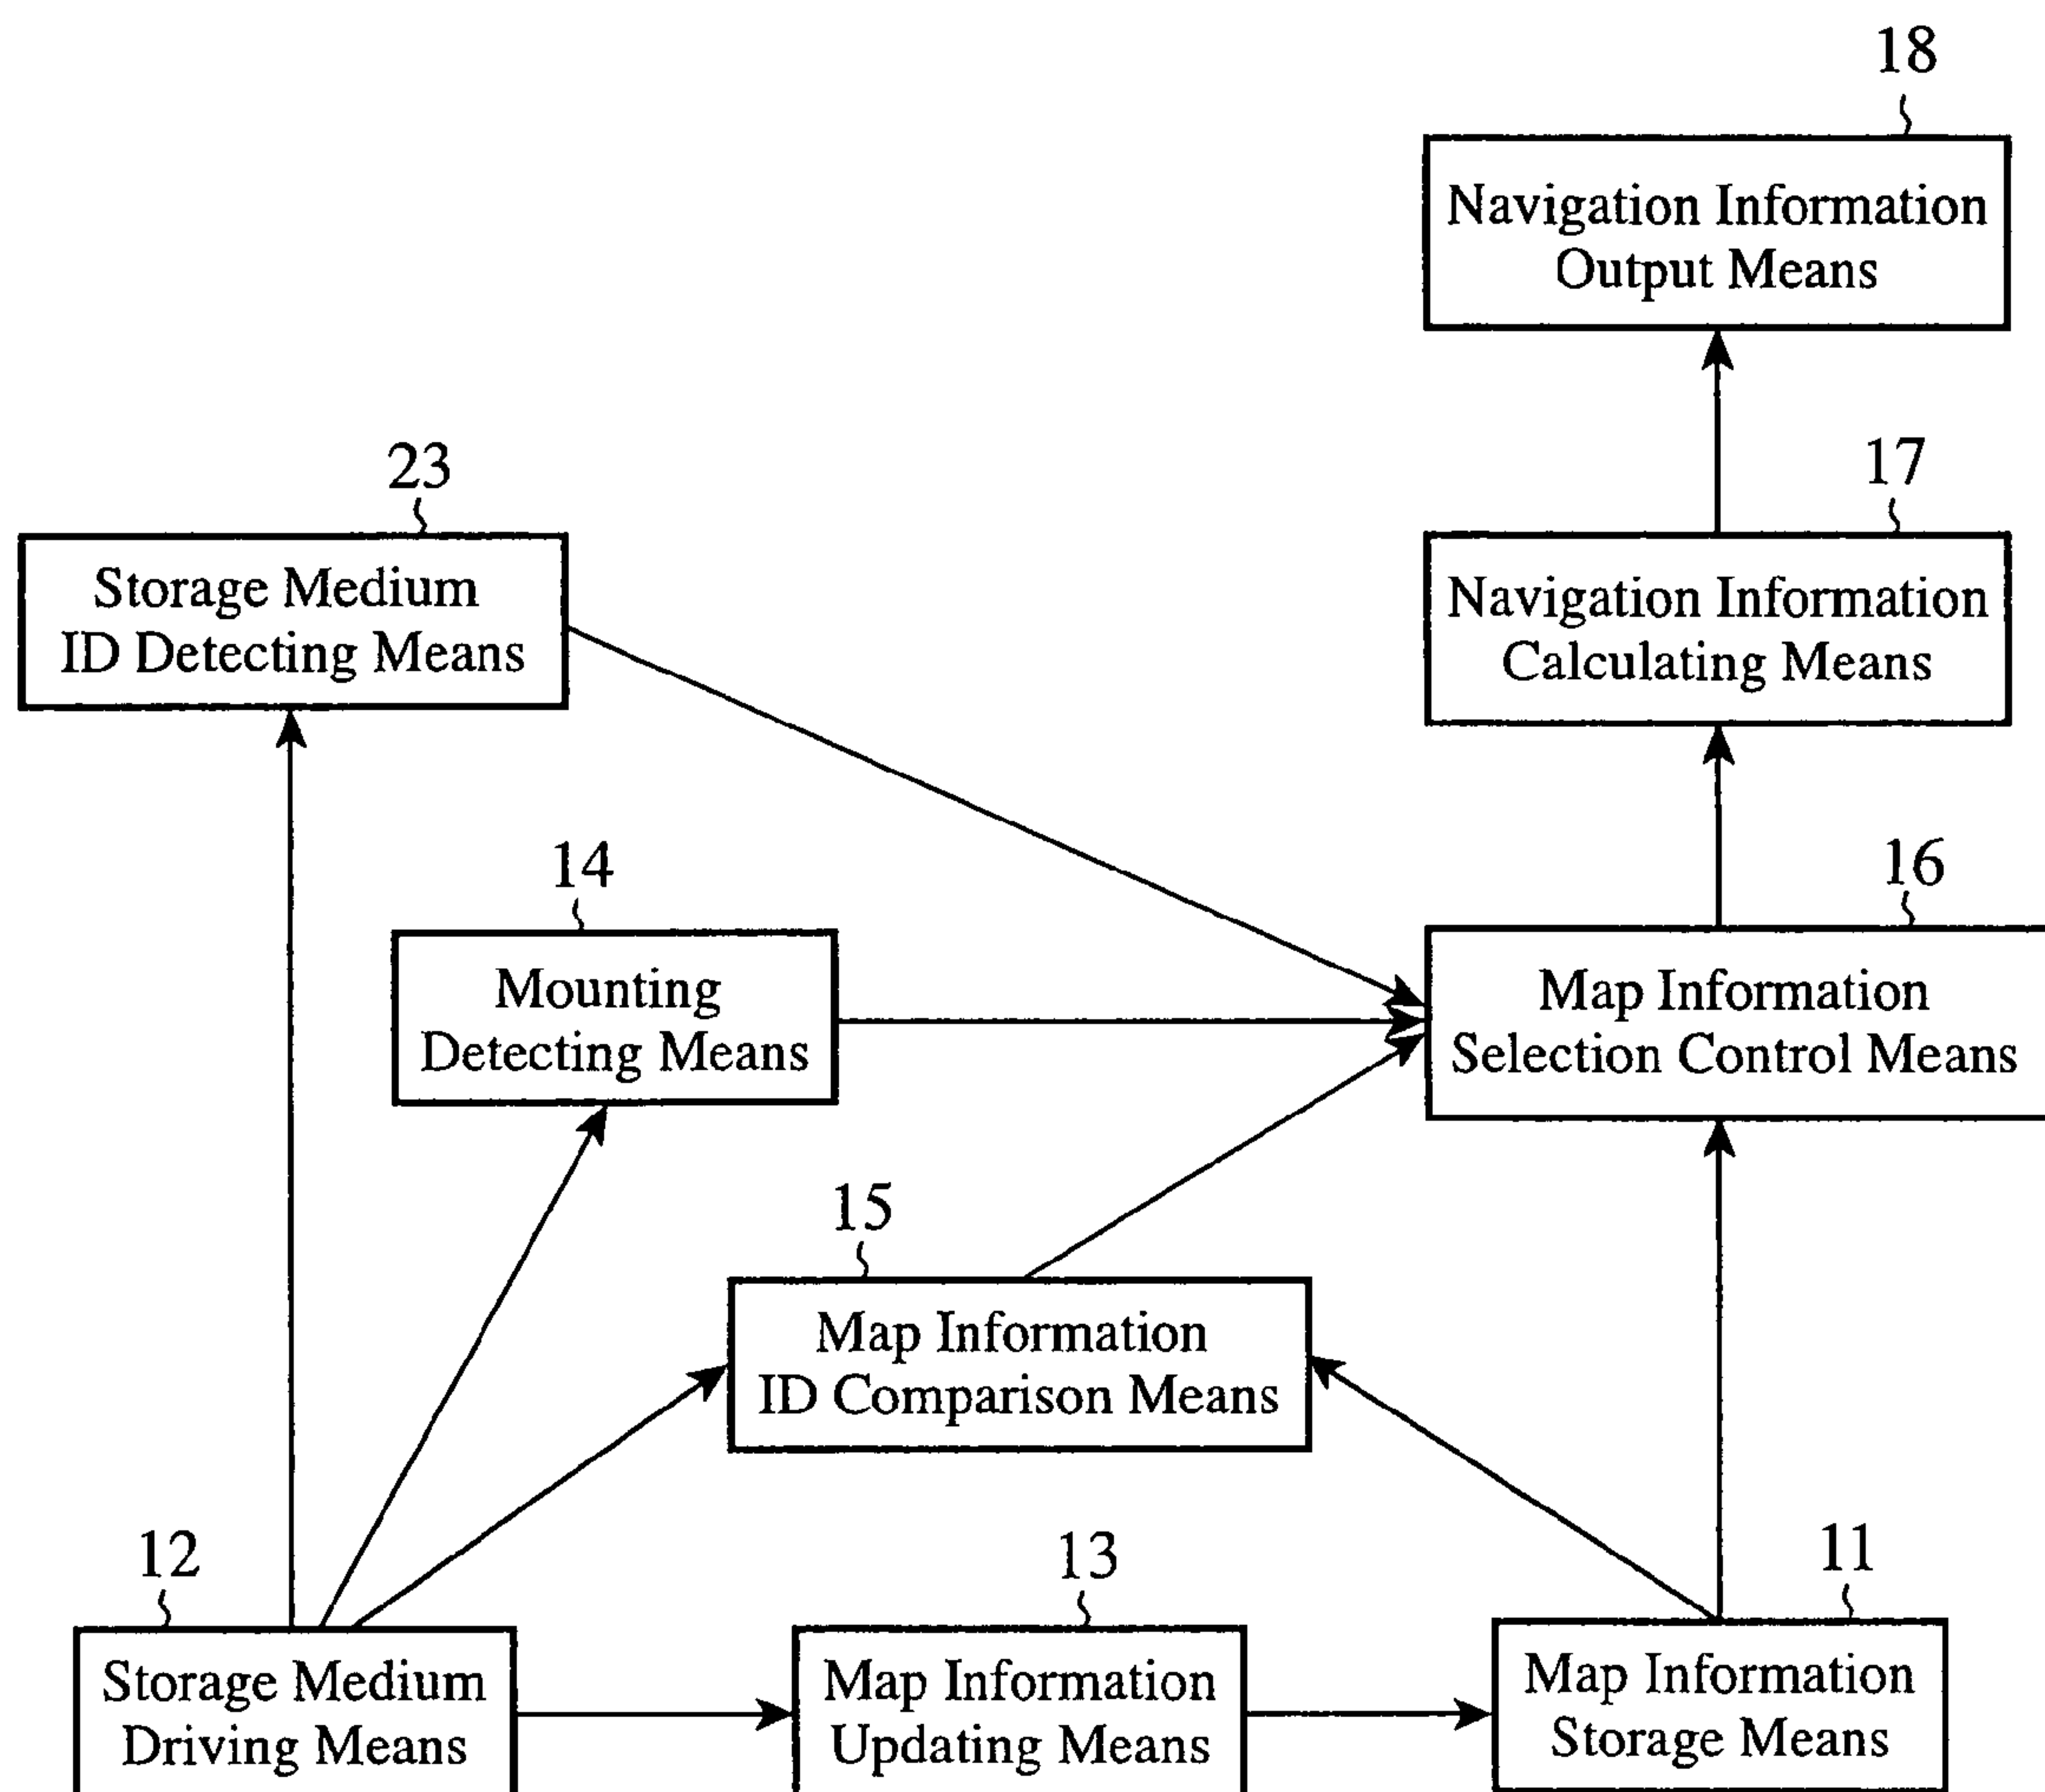 18
Navigation Information
Output Means
17
Navigation Information
Calculating Means
23
Storage Medium
ID Detecting Means
14
Mounting
Detecting Means
16
Map Information
Selection Control Means
15
Map Information
ID Comparison Means
12
Storage Medium
Driving Means
13
Map Information
Updating Means
11
Map Information
Storage Means